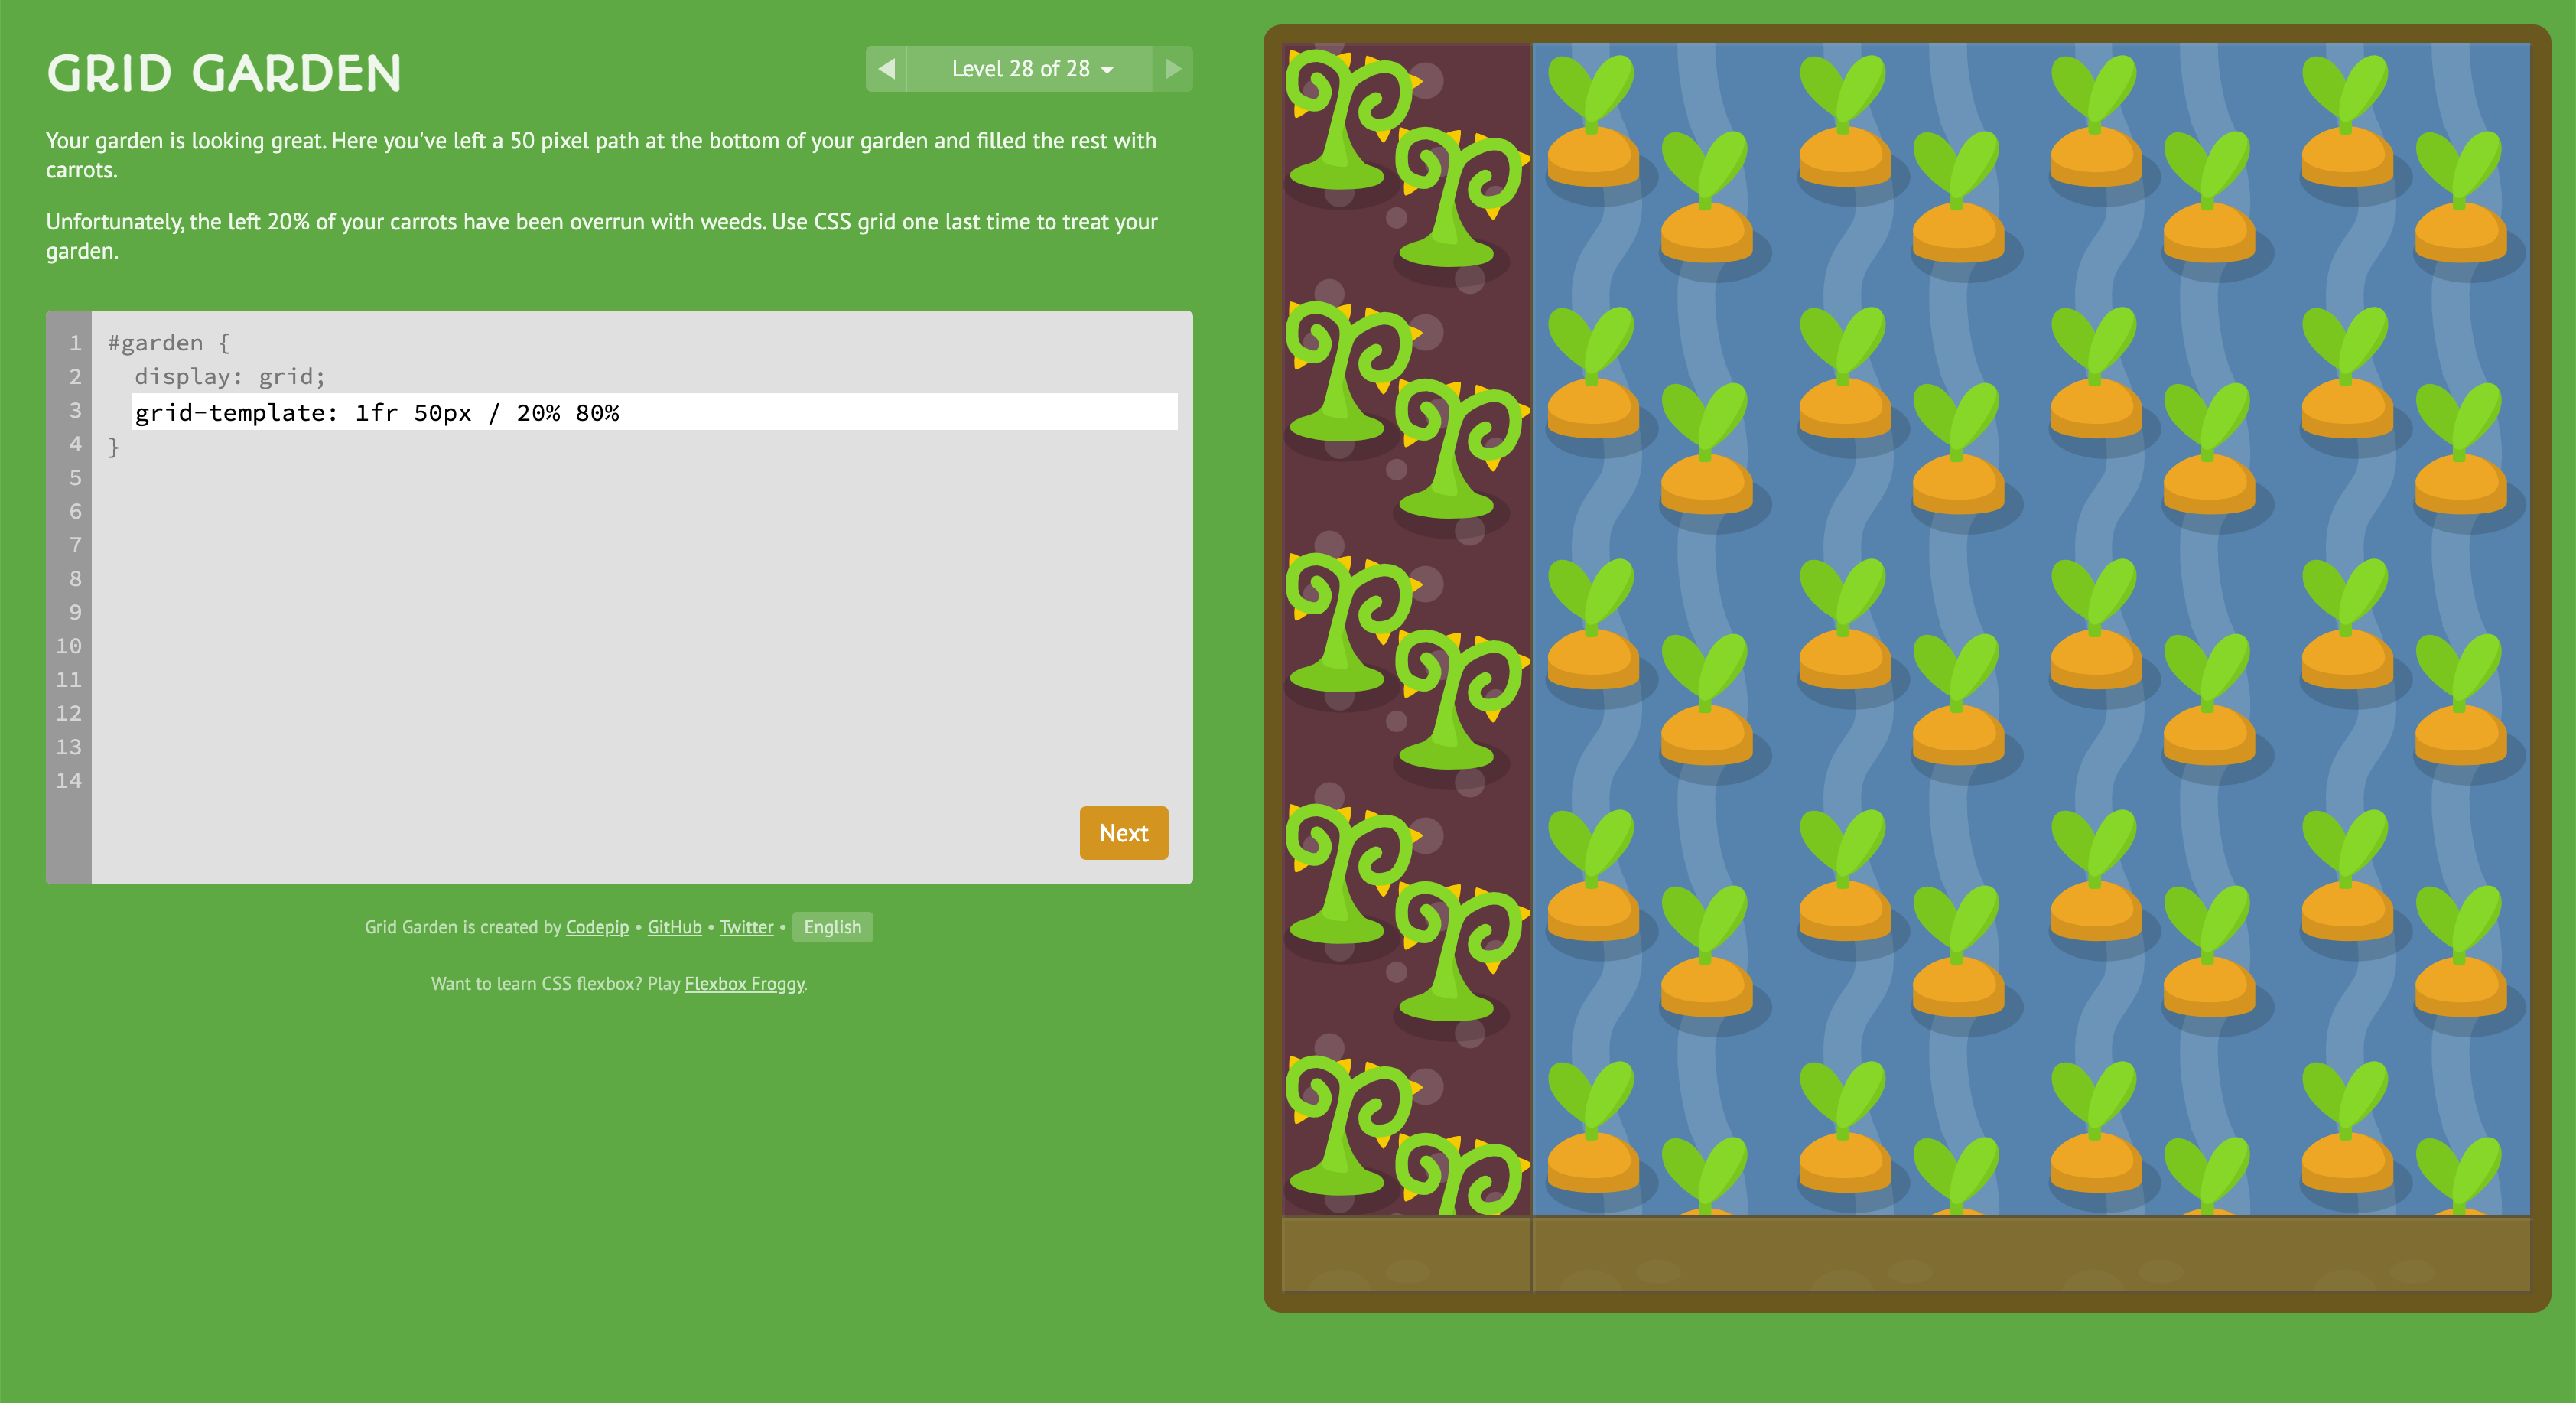 GRID GARDEN
Level 28 of 28
Your garden is looking great. Here you've left a 50 pixel path at the bottom of your garden and filled the rest with
carrots.
Unfortunately, the left 20% of your carrots have been overrun with weeds. Use CSS grid one last time to treat your
garden.
1 #garden {
2 display: grid;
3 grid-template: 1fr 50px / 20% 80%
4 }
5
6
7
8
9
10
11
12
13
14
Next
Grid Garden is created by Codepip • GitHub • Twitter • English
Want to learn CSS flexbox? Play Flexbox Froggy.